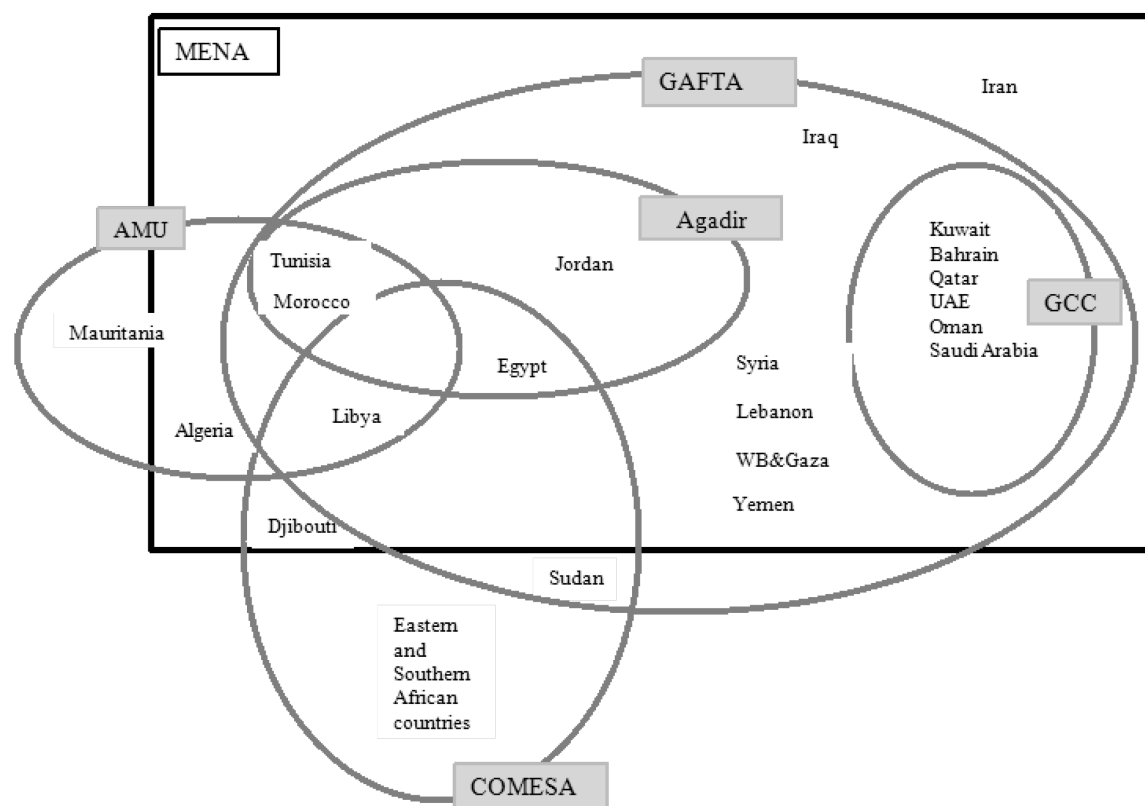 MENA
GAFTA
Iran
Iraq
AMU
Agadir
Kuwait
Bahrain
Qatar
UAE
Oman
Saudi Arabia
GCC
Tunisia
Jordan
Morocco
Mauritania
Egypt
Syria
Algeria
Libya
Lebanon
WB&Gaza
Yemen
Djibouti
Sudan
Eastern
and
Southern
African
countries
COMESA